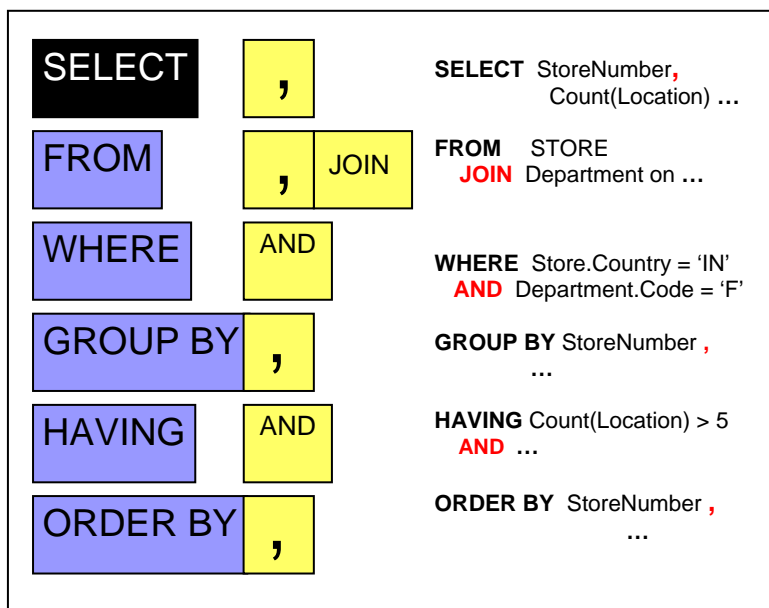 SELECT , SELECT StoreNumber,
Count(Location) …
FROM , JOIN FROM STORE
JOIN Department on …
WHERE AND WHERE Store.Country = ‘IN’
AND Department.Code = ‘F’
GROUP BY , GROUP BY StoreNumber ,
…
HAVING AND HAVING Count(Location) > 5
AND …
ORDER BY , ORDER BY StoreNumber ,
…